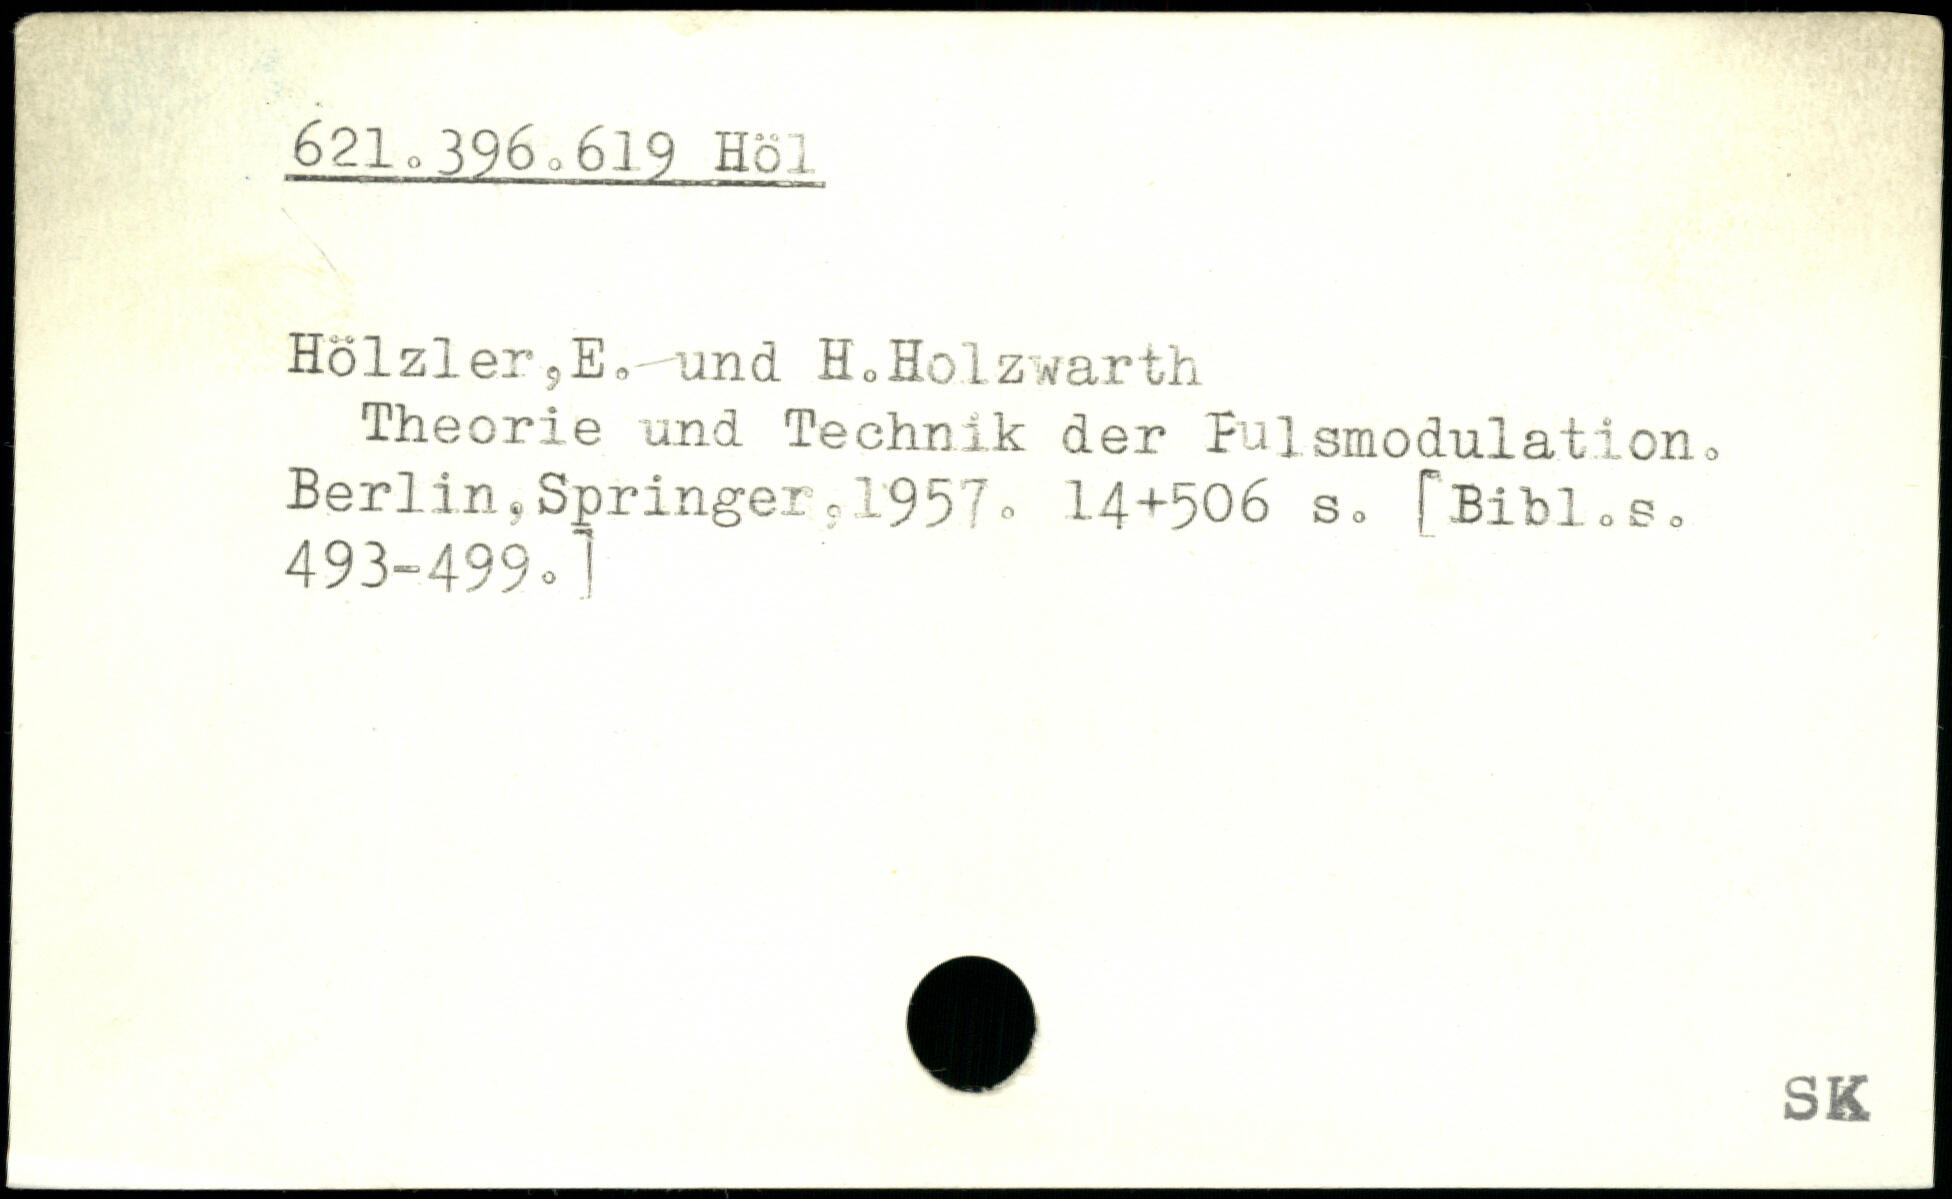 621.396.619 Höl
Hölzler,E. und H.Holzwarth
Theorie und Technik der Pulsmodulation.
Berlin,Springer,1957. 14+506 s. [Bibl.s.
493-499.]
SK